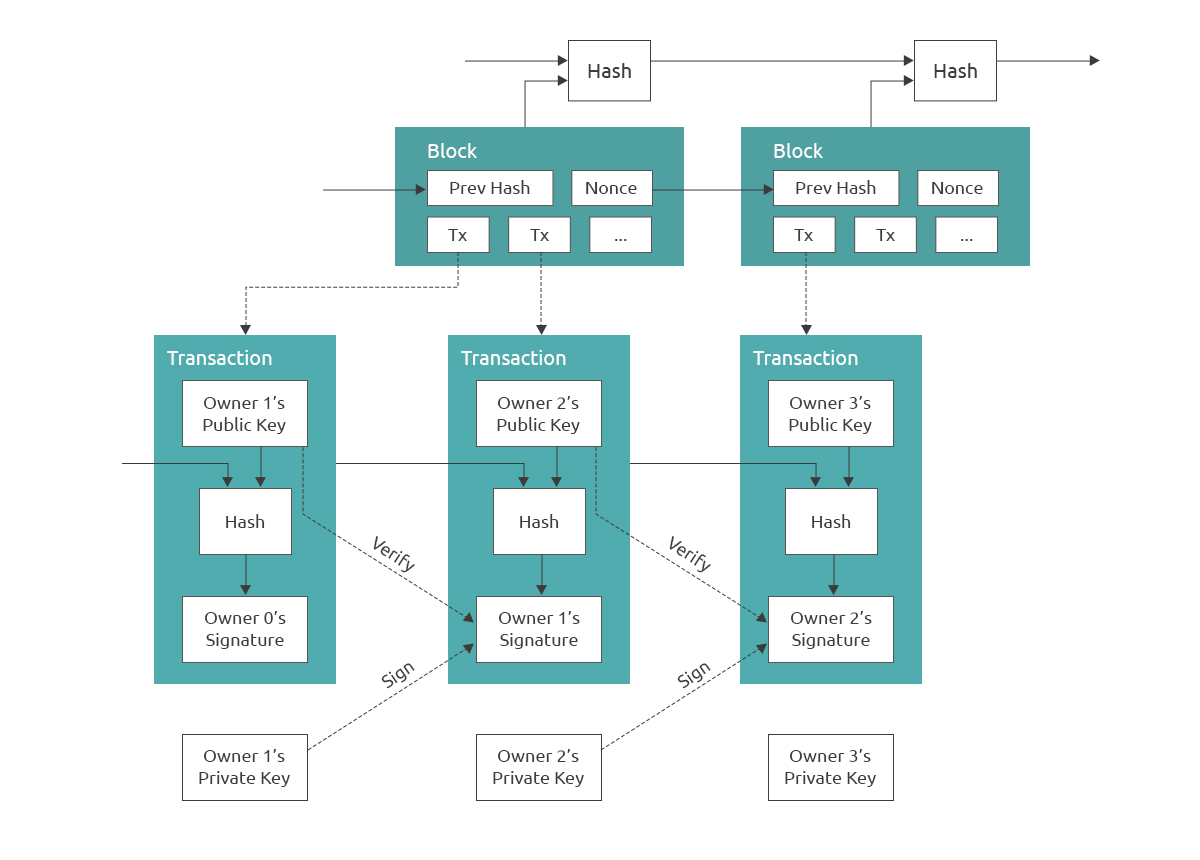 Hash
Hash
Block
Block
Prev Hash
Nonce
Prev Hash
Nonce
Tx
Tx
...
Tx
Tx
...
Transaction
Transaction
Transaction
Owner 1’s
Public Key
Owner 2’s
Public Key
Owner 3’s
Public Key
Hash
Hash
Hash
Verify
Verify
Owner 0’s
Signature
Owner 1’s
Signature
Owner 2’s
Signature
Sign
Sign
Owner 1’s
Private Key
Owner 2’s
Private Key
Owner 3’s
Private Key